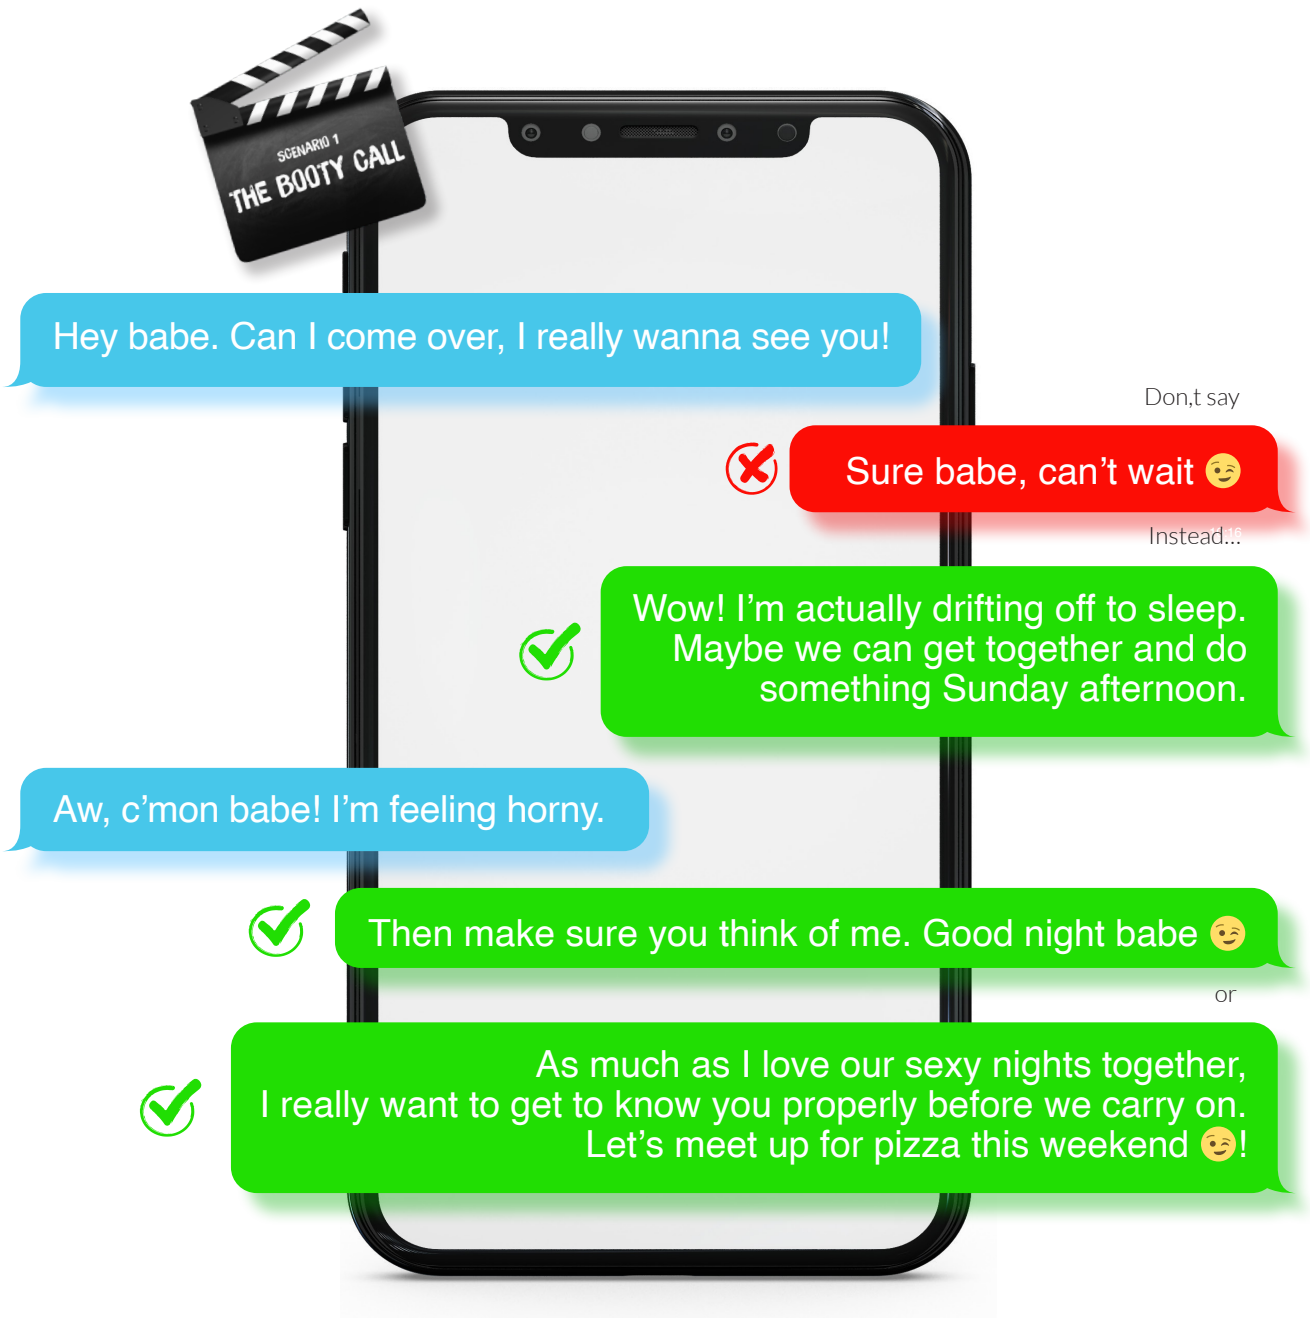 SCENARIO 1
THE BOOTY CALL
Hey babe. Can I come over, I really wanna see you!
Don,t say
Sure babe, can’t wait 😉
Instead...
Wow! I’m actually drifting off to sleep.
Maybe we can get together and do
something Sunday afternoon.
Aw, c’mon babe! I’m feeling horny.
Then make sure you think of me. Good night babe 😉
or
As much as I love our sexy nights together,
I really want to get to know you properly before we carry on.
Let’s meet up for pizza this weekend 😉!